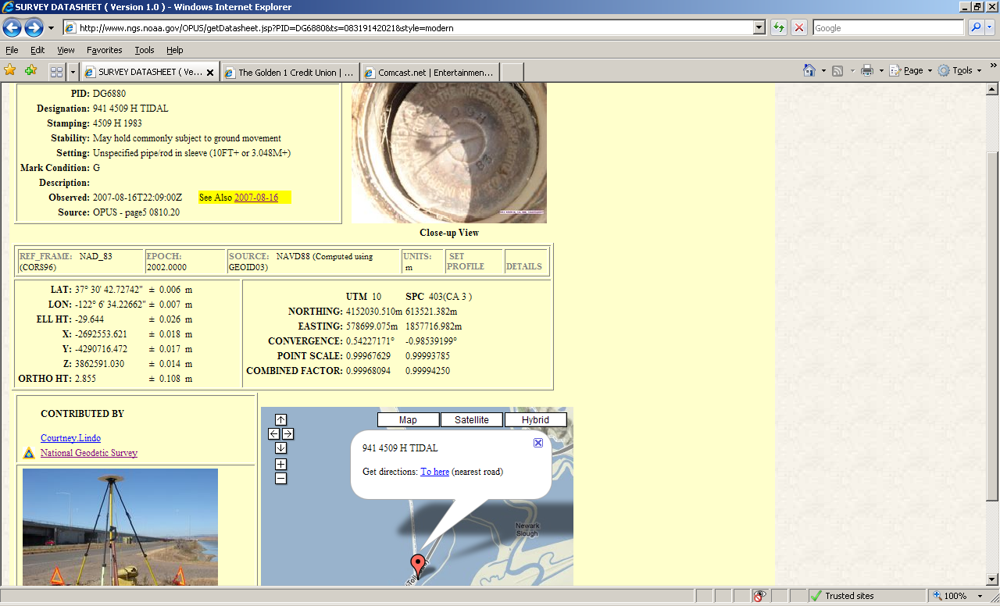 SURVEY DATASHEET ( Version 1.0 ) - Windows Internet Explorer
http://www.ngs.noaa.gov/OPUS/getDatasheet.jsp?PID=DG6880&ts=08319142021&style=modern
Google
File Edit View Favorites Tools Help
SURVEY DATASHEET ( Ve...
The Golden 1 Credit Union | ...
Comcast.net | Entertainmen...
Page
Tools
PID: DG6880
Designation: 941 4509 H TIDAL
Stamping: 4509 H 1983
Stability: May hold commonly subject to ground movement
Setting: Unspecified pipe/rod in sleeve (10FT+ or 3.048M+)
Mark Condition: G
Description:
Observed: 2007-08-16T22:09:00Z See Also 2007-08-16
Source: OPUS - page5 0810.20
Close-up View
REF_FRAME: NAD_83 (CORS96)
EPOCH: 2002.0000
SOURCE: NAVD88 (Computed using GEOID03)
UNITS: m
SET PROFILE
DETAILS
LAT: 37° 30' 42.72742" ± 0.006 m
LON: -122° 6' 34.22662" ± 0.007 m
ELL HT: -29.644 ± 0.026 m
X: -2692553.621 ± 0.018 m
Y: -4290716.472 ± 0.017 m
Z: 3862591.030 ± 0.014 m
ORTHO HT: 2.855 ± 0.108 m
UTM 10 SPC 403(CA 3 )
NORTHING: 4152030.510m 613521.382m
EASTING: 578699.075m 1857716.982m
CONVERGENCE: 0.54227171° -0.98539199°
POINT SCALE: 0.99967629 0.99993785
COMBINED FACTOR: 0.99968094 0.99994250
CONTRIBUTED BY
Courtney.Lindo
National Geodetic Survey
Map Satellite Hybrid
941 4509 H TIDAL
Get directions: To here (nearest road)
Newark
Slough
Trusted sites
100%